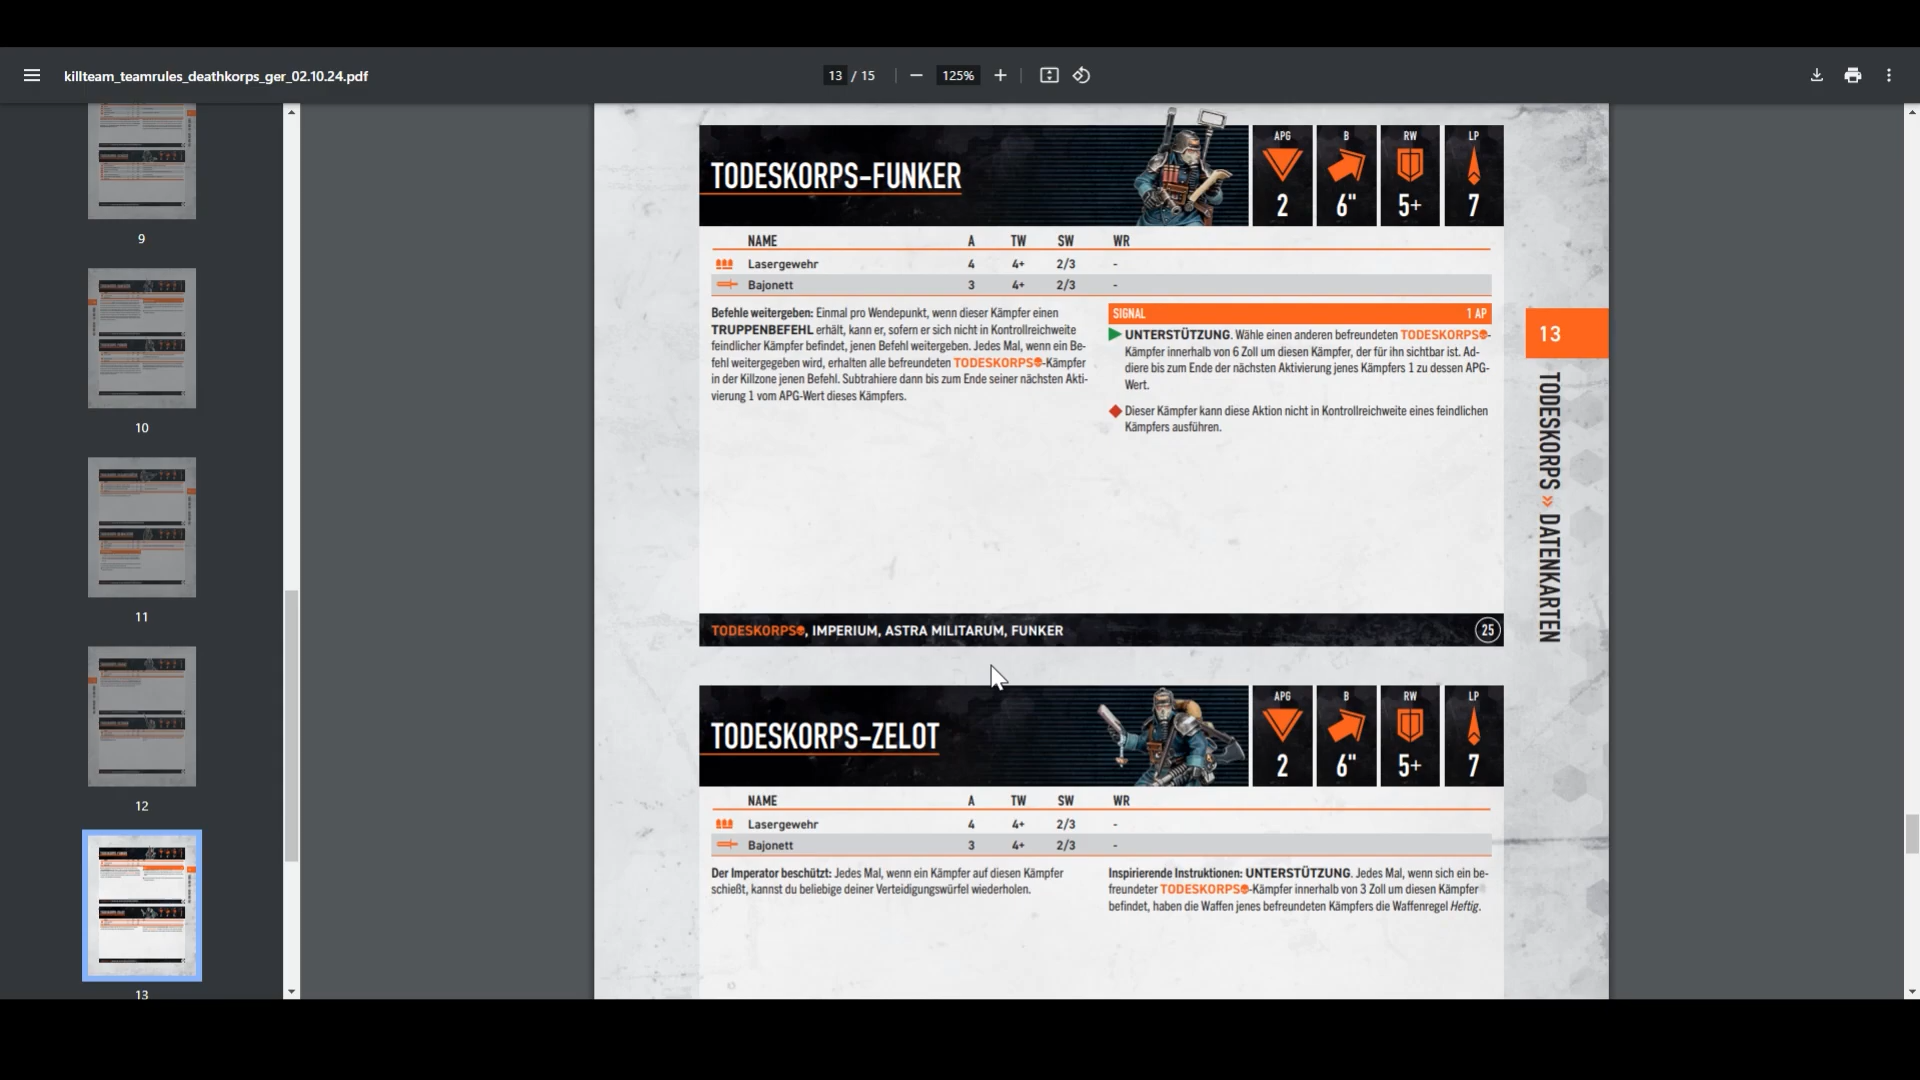 killteam_teamrules_deathkorps_ger_02.10.24.pdf
13 / 15
125%
9
10
11
12
13
TODESKORPS-FUNKER
APG B RW LP
2 6" 5+ 7
NAME A TW SW WR
Lasergewehr 4 4+ 2/3 -
Bajonett 3 4+ 2/3 -
Befehle weitergeben: Einmal pro Wendepunkt, wenn dieser Kämpfer einen
TRUPPENBEFEHL erhält, kann er, sofern er sich nicht in Kontrollreichweite
feindlicher Kämpfer befindet, jenen Befehl weitergeben. Jedes Mal, wenn ein Be-
fehl weitergegeben wird, erhalten alle befreundeten TODESKORPS-Kämpfer
in der Killzone jenen Befehl. Subtrahiere dann bis zum Ende seiner nächsten Akti-
vierung 1 vom APG-Wert dieses Kämpfers.
SIGNAL 1 AP
UNTERSTÜTZUNG. Wähle einen anderen befreundeten TODESKORPS-
Kämpfer innerhalb von 6 Zoll um diesen Kämpfer, der für ihn sichtbar ist. Ad-
diere bis zum Ende der nächsten Aktivierung jenes Kämpfers 1 zu dessen APG-
Wert.
Dieser Kämpfer kann diese Aktion nicht in Kontrollreichweite eines feindlichen
Kämpfers ausführen.
TODESKORPS, IMPERIUM, ASTRA MILITARUM, FUNKER
25
13
TODESKORPS DATENKARTEN
TODESKORPS-ZELOT
APG B RW LP
2 6" 5+ 7
NAME A TW SW WR
Lasergewehr 4 4+ 2/3 -
Bajonett 3 4+ 2/3 -
Der Imperator beschützt: Jedes Mal, wenn ein Kämpfer auf diesen Kämpfer
schießt, kannst du beliebige deiner Verteidigungswürfel wiederholen.
Inspirierende Instruktionen: UNTERSTÜTZUNG. Jedes Mal, wenn sich ein be-
freundeter TODESKORPS-Kämpfer innerhalb von 3 Zoll um diesen Kämpfer
befindet, haben die Waffen jenes befreundeten Kämpfers die Waffenregel Heftig.